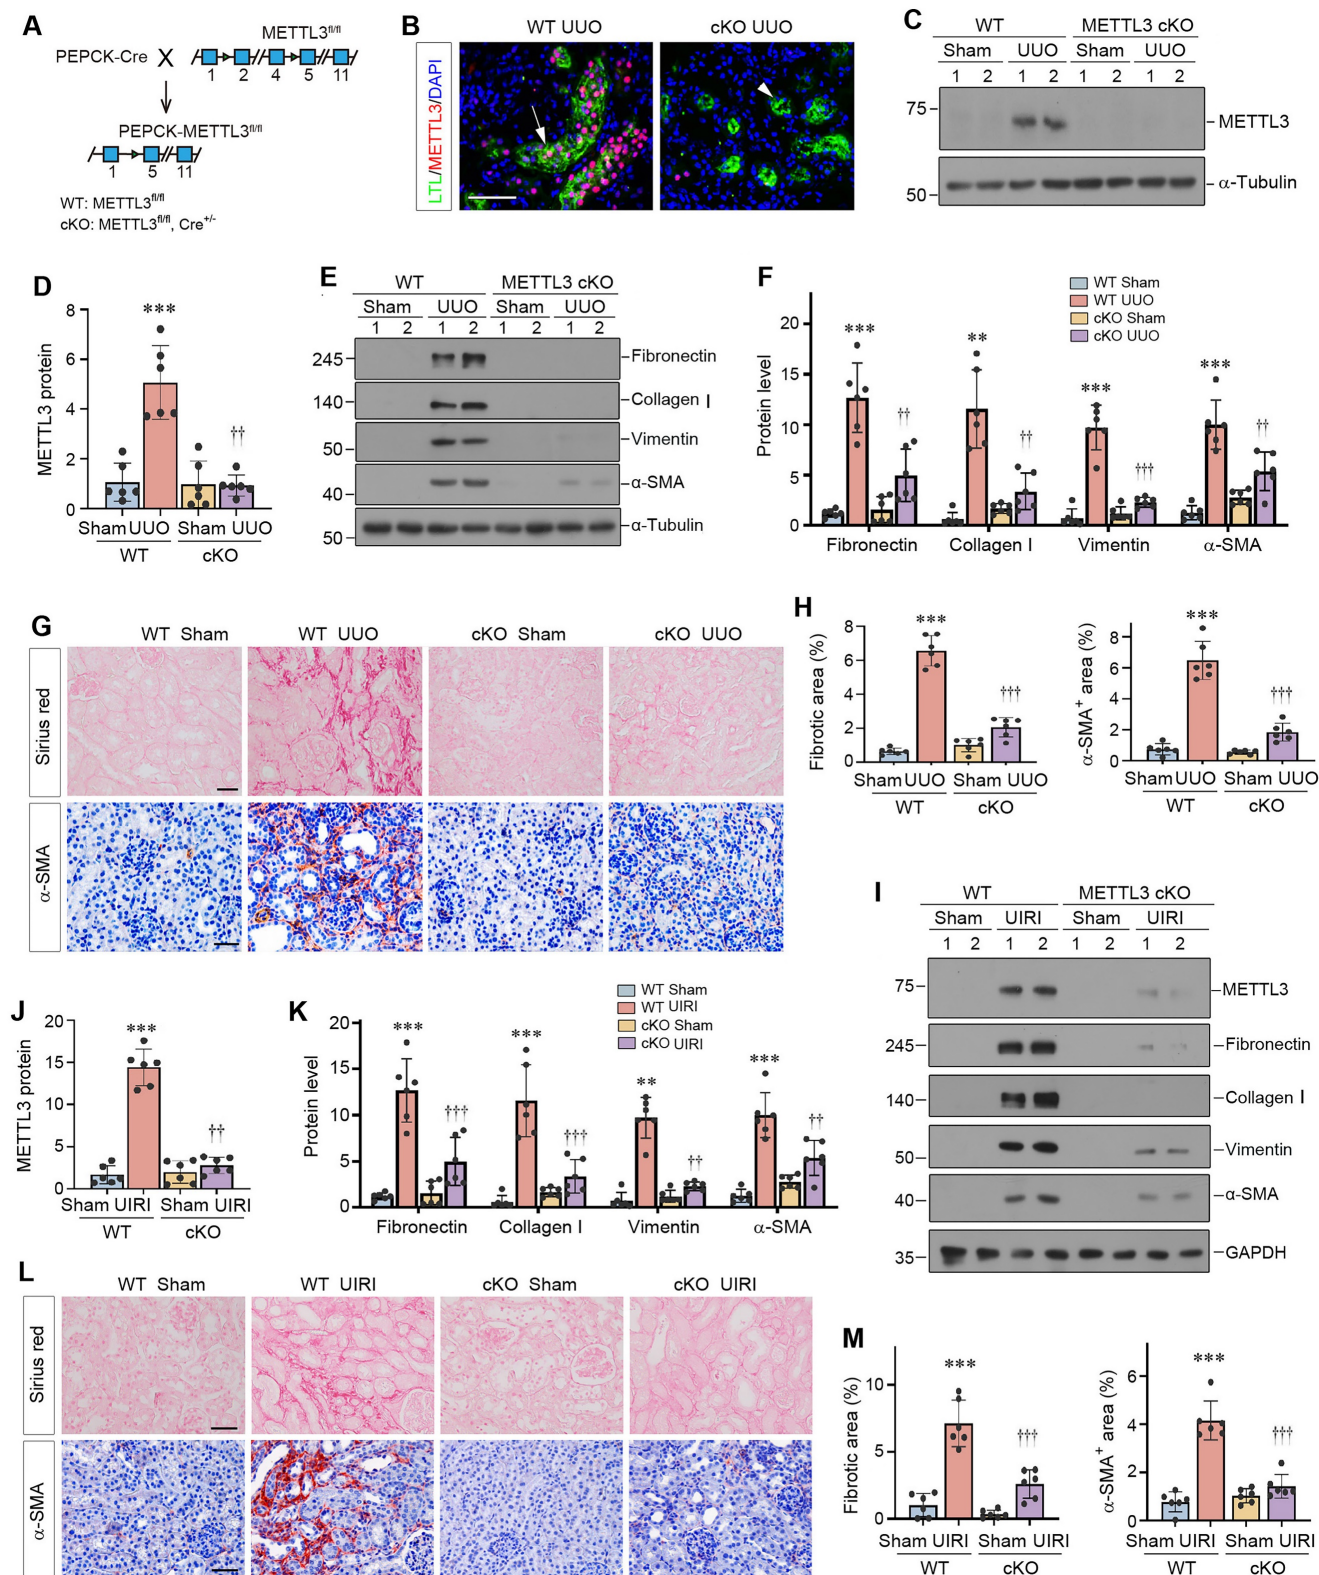 A
PEPCK-Cre X
METTL3fl/fl
1 2 4 5 11
PEPCK-METTL3fl/fl
1 5 11
WT: METTL3fl/fl
cKO: METTL3fl/fl, Cre+/-
B
WT UUO cKO UUO
LTL/METTL3/DAPI
C
WT METTL3 cKO
Sham UUO Sham UUO
1 2 1 2 1 2 1 2
75
METTL3
50
α-Tubulin
D
***
††
METTL3 protein
8
6
4
2
0
Sham UUO Sham UUO
WT cKO
E
WT METTL3 cKO
Sham UUO Sham UUO
1 2 1 2 1 2 1 2
245 Fibronectin
140 Collagen I
50 Vimentin
40 α-SMA
50 α-Tubulin
F
WT Sham
WT UUO
cKO Sham
cKO UUO
Protein level
20
15
10
5
0
*** ** *** ***
†† †† ††† ††
Fibronectin Collagen I Vimentin α-SMA
G
WT Sham WT UUO cKO Sham cKO UUO
Sirius red
α-SMA
H
Fibrotic area (%)
8
6
4
2
0
***
†††
Sham UUO Sham UUO
WT cKO
α-SMA+ area (%)
8
6
4
2
0
***
†††
Sham UUO Sham UUO
WT cKO
I
WT METTL3 cKO
Sham UIRI Sham UIRI
1 2 1 2 1 2 1 2
75 METTL3
245 Fibronectin
140 Collagen I
50 Vimentin
40 α-SMA
35 GAPDH
J
METTL3 protein
20
15
10
5
0
***
††
Sham UIRI Sham UIRI
WT cKO
K
WT Sham
WT UIRI
cKO Sham
cKO UIRI
Protein level
20
15
10
5
0
*** *** ** ***
††† ††† †† ††
Fibronectin Collagen I Vimentin α-SMA
L
WT Sham WT UIRI cKO Sham cKO UIRI
Sirius red
α-SMA
M
Fibrotic area (%)
10
5
0
***
†††
Sham UIRI Sham UIRI
WT cKO
α-SMA+ area (%)
6
4
2
0
***
†††
Sham UIRI Sham UIRI
WT cKO